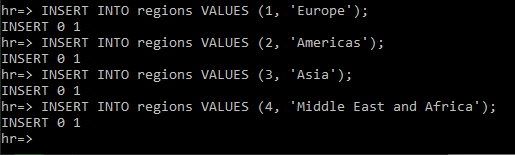 hr=> INSERT INTO regions VALUES (1, 'Europe');
INSERT 0 1
hr=> INSERT INTO regions VALUES (2, 'Americas');
INSERT 0 1
hr=> INSERT INTO regions VALUES (3, 'Asia');
INSERT 0 1
hr=> INSERT INTO regions VALUES (4, 'Middle East and Africa');
INSERT 0 1
hr=>